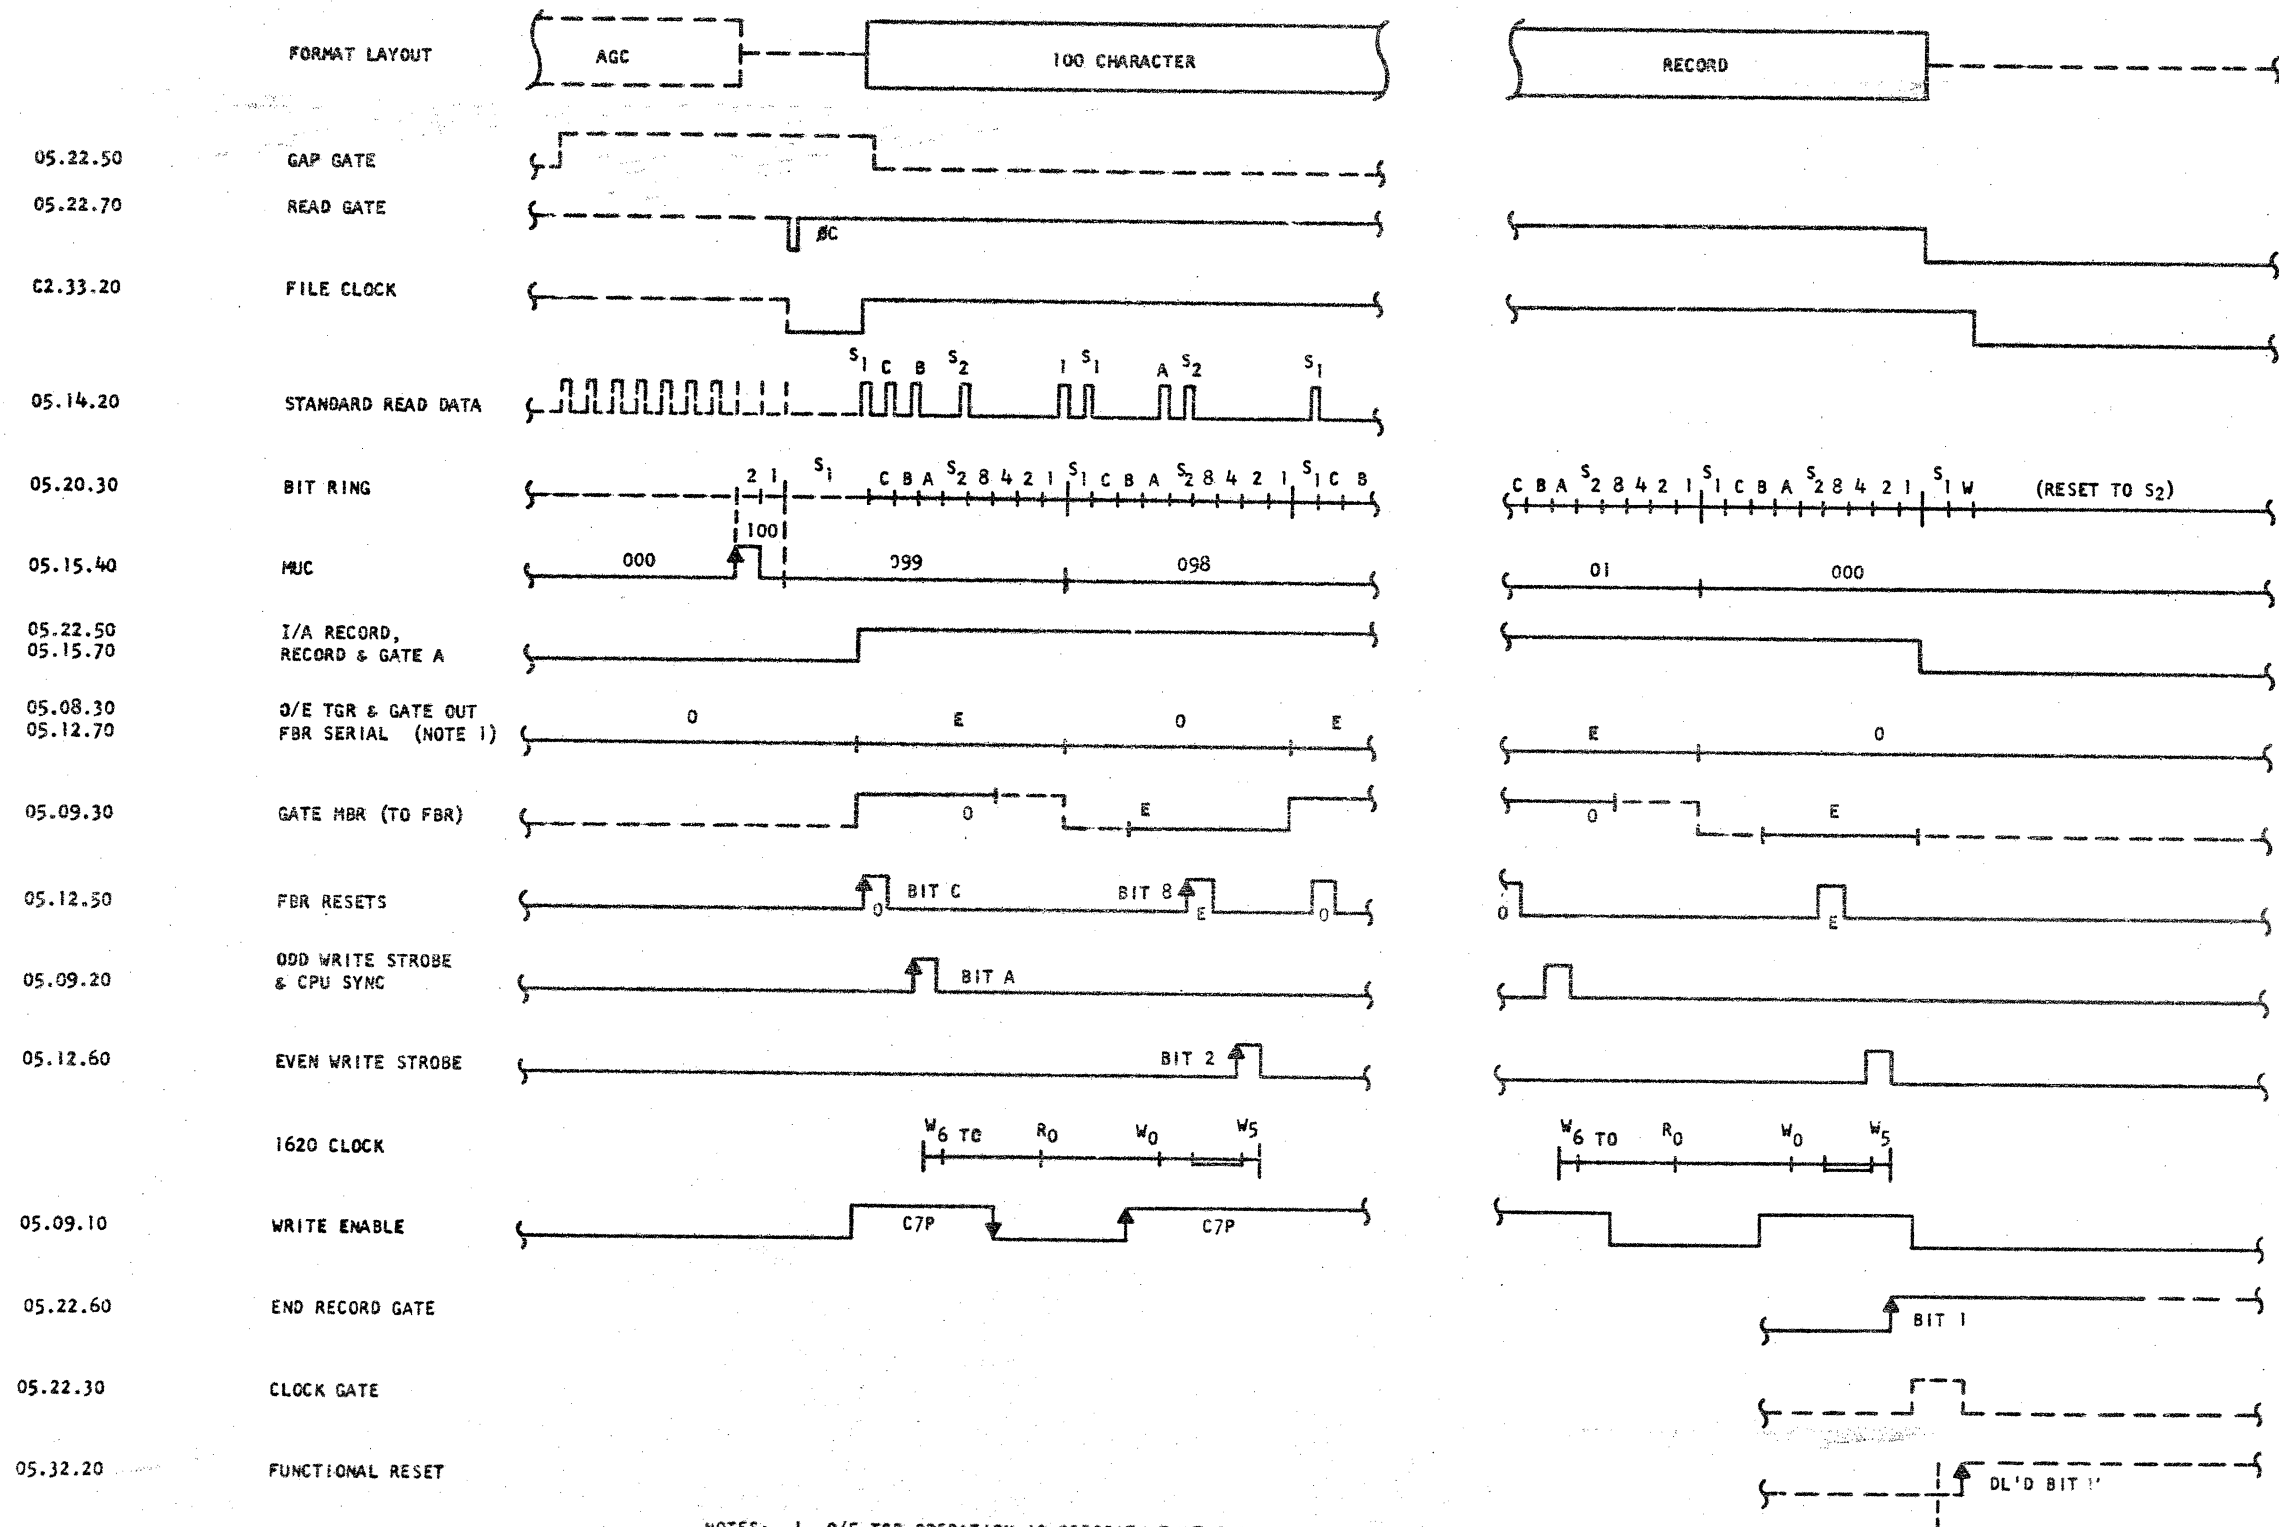 FORMAT LAYOUT AGC 100 CHARACTER RECORD
05.22.50 GAP GATE
05.22.70 READ GATE ØC
C2.33.20 FILE CLOCK
S1 C B S2 1 S1 A S2 S1
05.14.20 STANDARD READ DATA
05.20.30 BIT RING 2 1 S1 C B A S2 8 4 2 1 S1 C B A S2 8 4 2 1 S1 C B C B A S2 8 4 2 1 S1 C B A S2 8 4 2 1 S1 W (RESET TO S2)
05.15.40 MUC 000 100 099 098 01 000
05.22.50 I/A RECORD,
05.15.70 RECORD & GATE A
05.08.30 O/E TGR & GATE OUT O E O E E O
05.12.70 FBR SERIAL (NOTE 1)
05.09.30 GATE MBR (TO FBR) O E O E
05.12.50 FBR RESETS O BIT C BIT 8 E O O E
ODD WRITE STROBE
05.09.20 & CPU SYNC BIT A
05.12.60 EVEN WRITE STROBE BIT 2
1620 CLOCK W6 TO R0 W0 W5 W6 TO R0 W0 W5
05.09.10 WRITE ENABLE C7P C7P
05.22.60 END RECORD GATE BIT 1
05.22.30 CLOCK GATE
05.32.20 FUNCTIONAL RESET DL'D BIT 1'
NOTES: 1. O/E TGR OPERATION IS